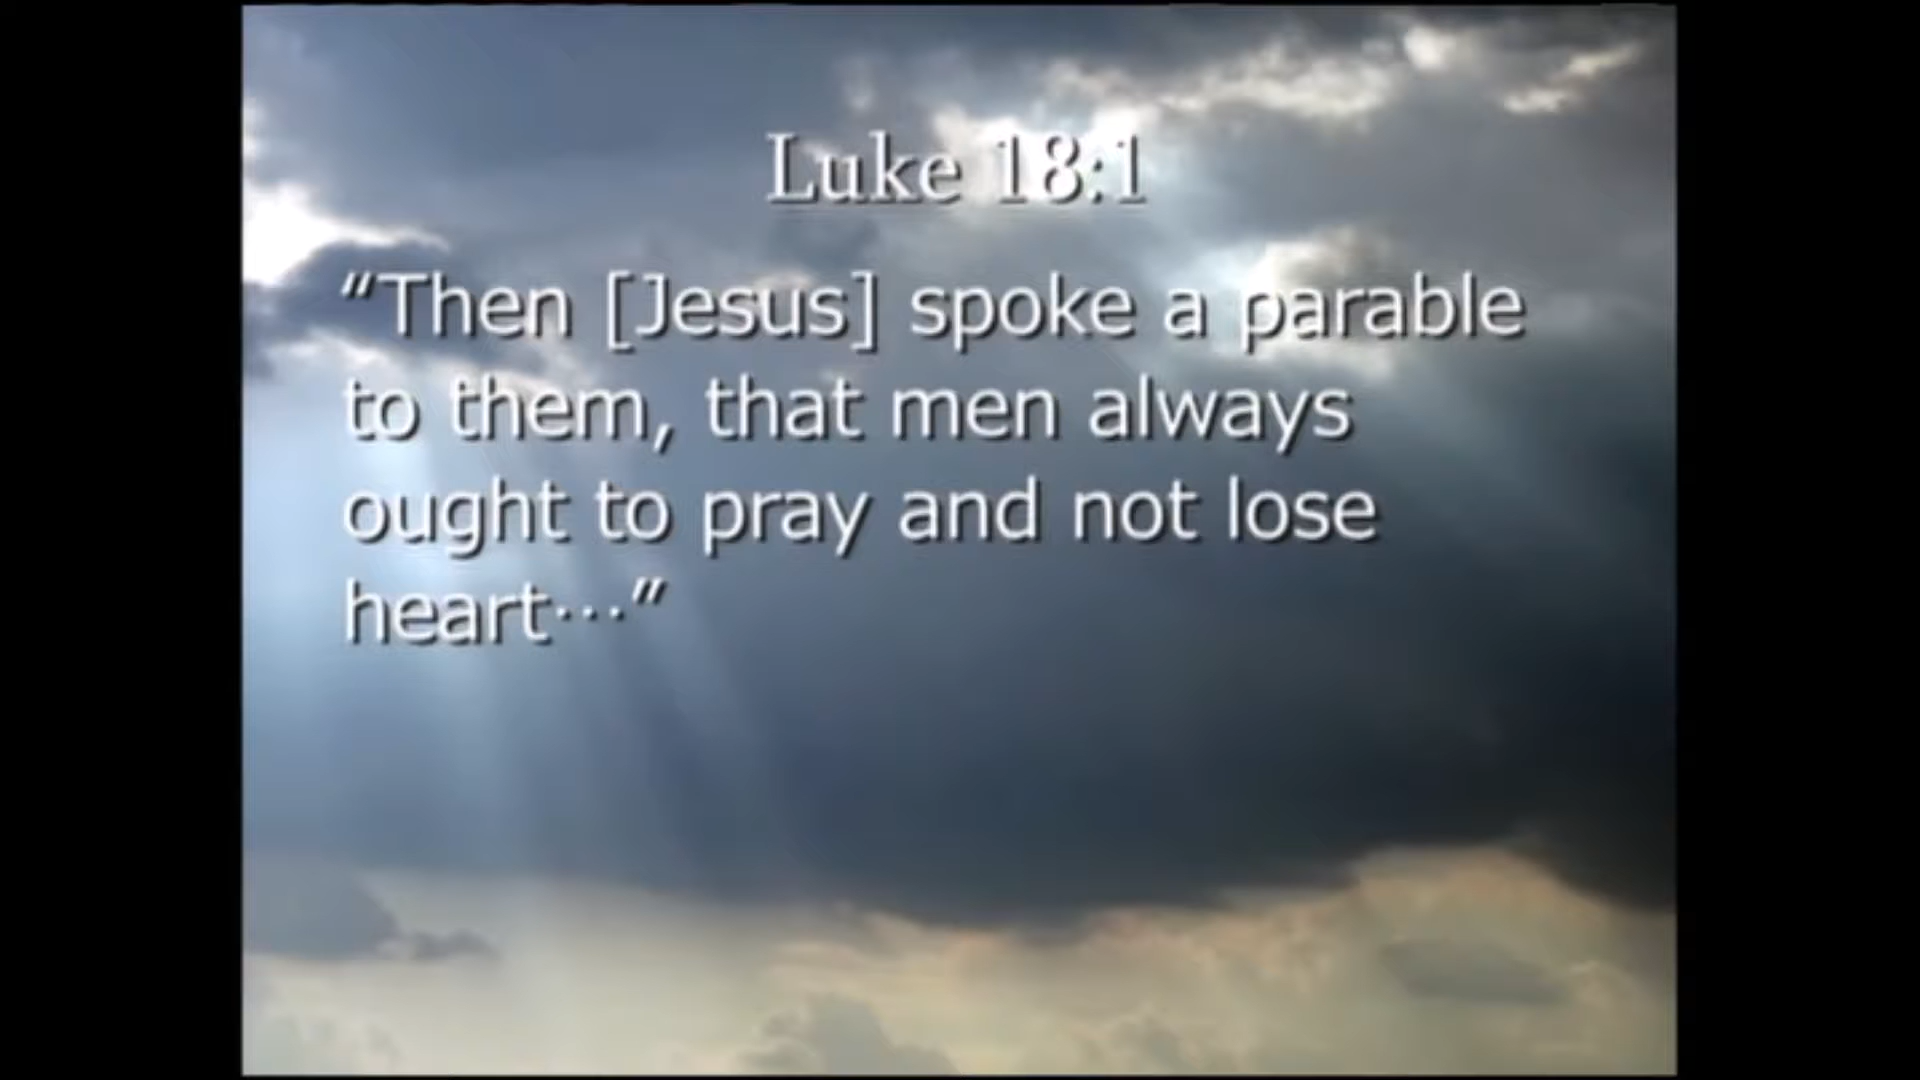 Luke 18:1
“Then [Jesus] spoke a parable
to them, that men always
ought to pray and not lose
heart…”